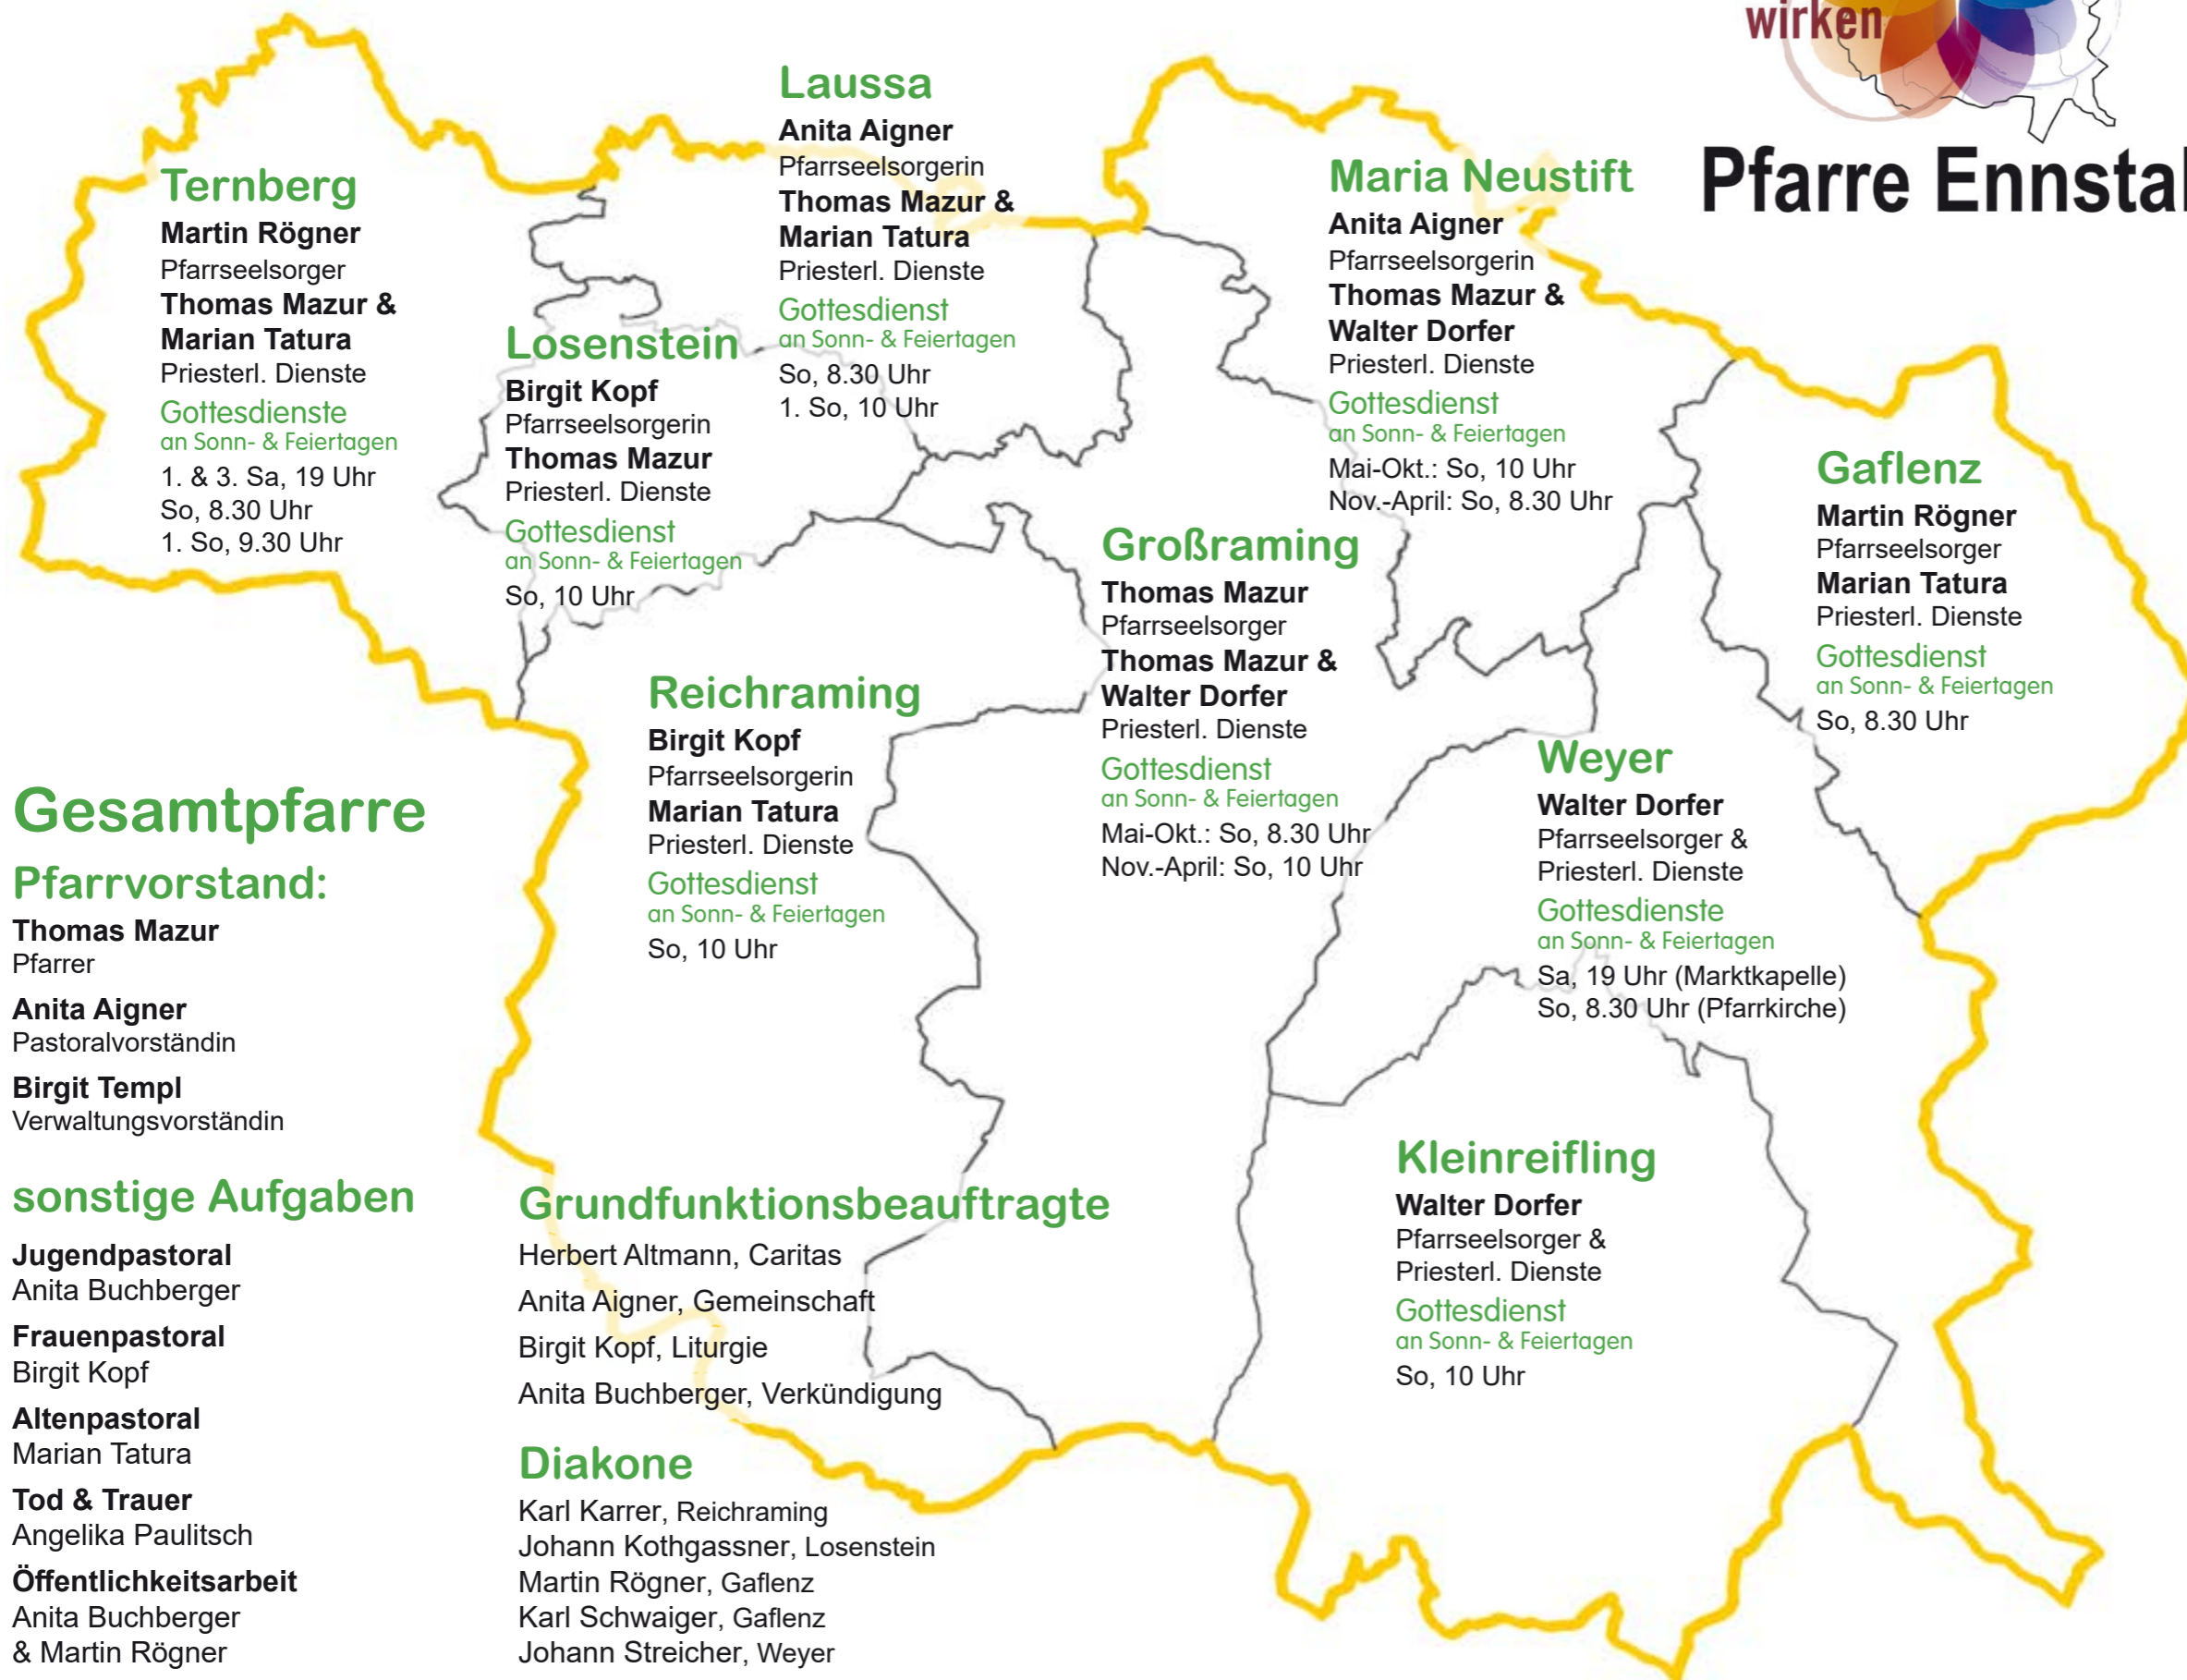 wirken
Pfarre Ennstal
Ternberg
Martin Rögner
Pfarrseelsorger
Thomas Mazur &
Marian Tatura
Priesterl. Dienste
Gottesdienste
an Sonn- & Feiertagen
1. & 3. Sa, 19 Uhr
So, 8.30 Uhr
1. So, 9.30 Uhr
Losenstein
Birgit Kopf
Pfarrseelsorgerin
Thomas Mazur
Priesterl. Dienste
Gottesdienst
an Sonn- & Feiertagen
So, 10 Uhr
Laussa
Anita Aigner
Pfarrseelsorgerin
Thomas Mazur &
Marian Tatura
Priesterl. Dienste
Gottesdienst
an Sonn- & Feiertagen
So, 8.30 Uhr
1. So, 10 Uhr
Maria Neustift
Anita Aigner
Pfarrseelsorgerin
Thomas Mazur &
Walter Dorfer
Priesterl. Dienste
Gottesdienst
an Sonn- & Feiertagen
Mai-Okt.: So, 10 Uhr
Nov.-April: So, 8.30 Uhr
Gaflenz
Martin Rögner
Pfarrseelsorger
Marian Tatura
Priesterl. Dienste
Gottesdienst
an Sonn- & Feiertagen
So, 8.30 Uhr
Großraming
Thomas Mazur
Pfarrseelsorger
Thomas Mazur &
Walter Dorfer
Priesterl. Dienste
Gottesdienst
an Sonn- & Feiertagen
Mai-Okt.: So, 8.30 Uhr
Nov.-April: So, 10 Uhr
Reichraming
Birgit Kopf
Pfarrseelsorgerin
Marian Tatura
Priesterl. Dienste
Gottesdienst
an Sonn- & Feiertagen
So, 10 Uhr
Weyer
Walter Dorfer
Pfarrseelsorger &
Priesterl. Dienste
Gottesdienste
an Sonn- & Feiertagen
Sa, 19 Uhr (Marktkapelle)
So, 8.30 Uhr (Pfarrkirche)
Kleinreifling
Walter Dorfer
Pfarrseelsorger &
Priesterl. Dienste
Gottesdienst
an Sonn- & Feiertagen
So, 10 Uhr
Gesamtpfarre
Pfarrvorstand:
Thomas Mazur
Pfarrer
Anita Aigner
Pastoralvorständin
Birgit Templ
Verwaltungsvorständin
sonstige Aufgaben
Jugendpastoral
Anita Buchberger
Frauenpastoral
Birgit Kopf
Altenpastoral
Marian Tatura
Tod & Trauer
Angelika Paulitsch
Öffentlichkeitsarbeit
Anita Buchberger
& Martin Rögner
Grundfunktionsbeauftragte
Herbert Altmann, Caritas
Anita Aigner, Gemeinschaft
Birgit Kopf, Liturgie
Anita Buchberger, Verkündigung
Diakone
Karl Karrer, Reichraming
Johann Kothgassner, Losenstein
Martin Rögner, Gaflenz
Karl Schwaiger, Gaflenz
Johann Streicher, Weyer